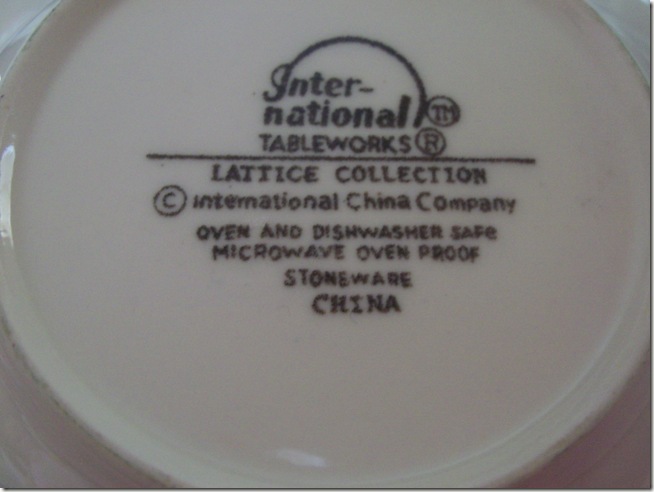 Inter-
national ™
TABLEWORKS ®
LATTICE COLLECTION
© International China Company
OVEN AND DISHWASHER SAFe
MICROWAVE OVEN PROOF
STONEWARE
CHINA